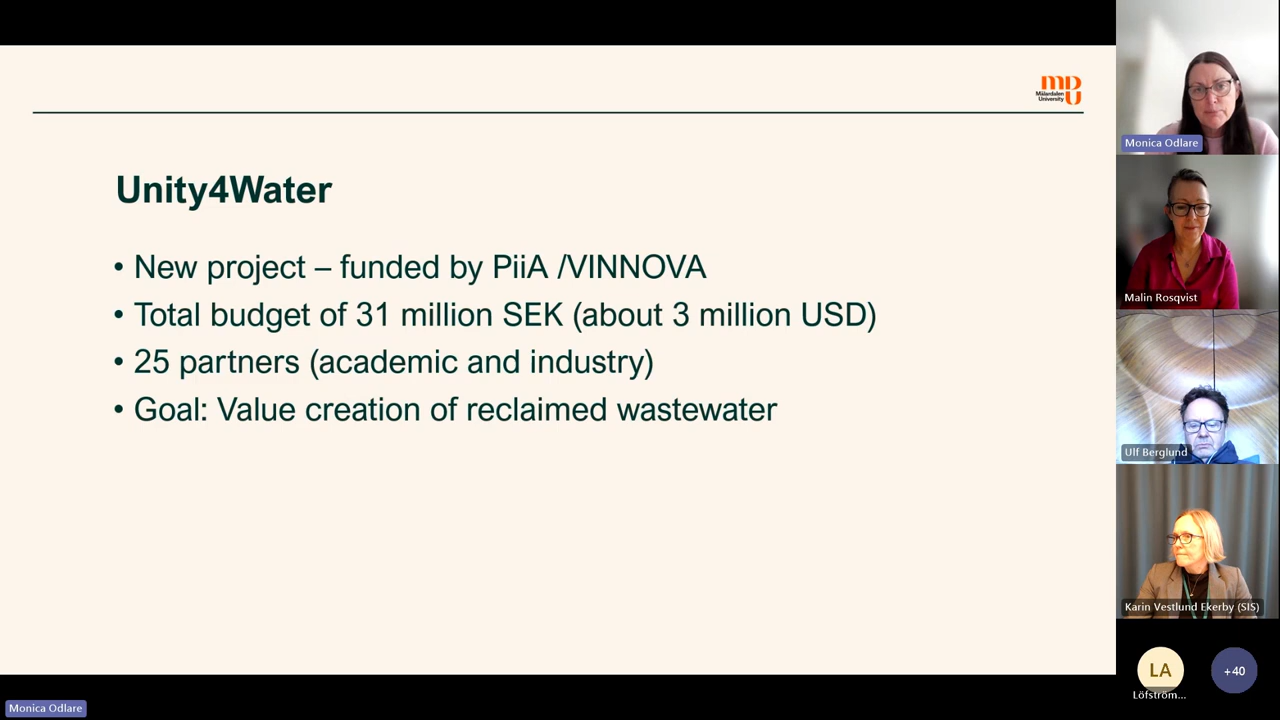 Mälardalen
University
Unity4Water
• New project – funded by PiiA /VINNOVA
• Total budget of 31 million SEK (about 3 million USD)
• 25 partners (academic and industry)
• Goal: Value creation of reclaimed wastewater
Monica Odlare
Malin Rosqvist
Ulf Berglund
Karin Vestlund Ekerby (SIS)
LA
+40
Löfström...
Monica Odlare